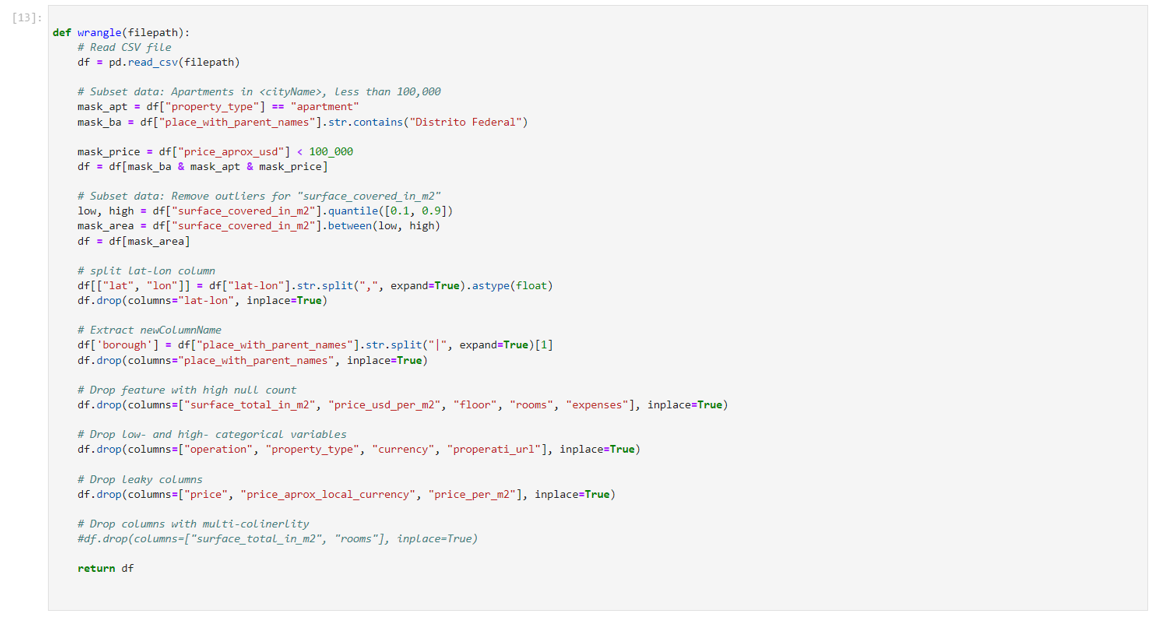 [13]:
def wrangle(filepath):
    # Read CSV file
    df = pd.read_csv(filepath)

    # Subset data: Apartments in <cityName>, less than 100,000
    mask_apt = df["property_type"] == "apartment"
    mask_ba = df["place_with_parent_names"].str.contains("Distrito Federal")

    mask_price = df["price_aprox_usd"] < 100_000
    df = df[mask_ba & mask_apt & mask_price]

    # Subset data: Remove outliers for "surface_covered_in_m2"
    low, high = df["surface_covered_in_m2"].quantile([0.1, 0.9])
    mask_area = df["surface_covered_in_m2"].between(low, high)
    df = df[mask_area]

    # split lat-lon column
    df[["lat", "lon"]] = df["lat-lon"].str.split(",", expand=True).astype(float)
    df.drop(columns="lat-lon", inplace=True)

    # Extract newColumnName
    df['borough'] = df["place_with_parent_names"].str.split("|", expand=True)[1]
    df.drop(columns="place_with_parent_names", inplace=True)

    # Drop feature with high null count
    df.drop(columns=["surface_total_in_m2", "price_usd_per_m2", "floor", "rooms", "expenses"], inplace=True)

    # Drop low- and high- categorical variables
    df.drop(columns=["operation", "property_type", "currency", "properati_url"], inplace=True)

    # Drop Leaky columns
    df.drop(columns=["price", "price_aprox_local_currency", "price_per_m2"], inplace=True)

    # Drop columns with multi-colinerlity
    #df.drop(columns=["surface_total_in_m2", "rooms"], inplace=True)

    return df